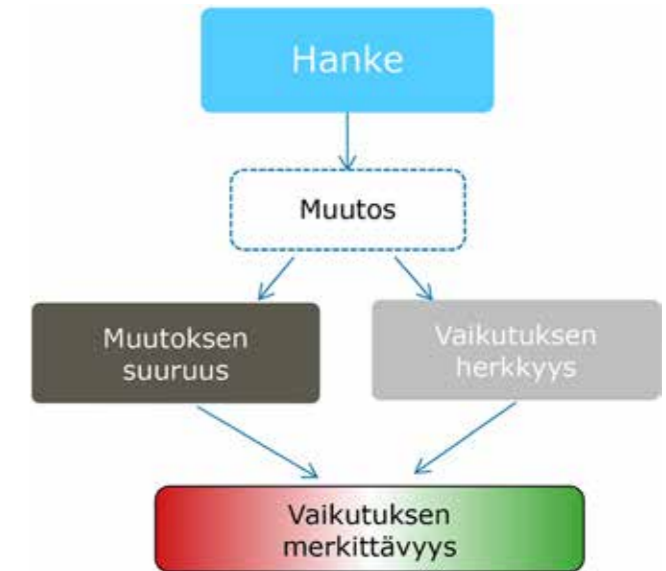 Hanke
Muutos
Muutoksen
suuruus
Vaikutuksen
herkkyys
Vaikutuksen
merkittävyys